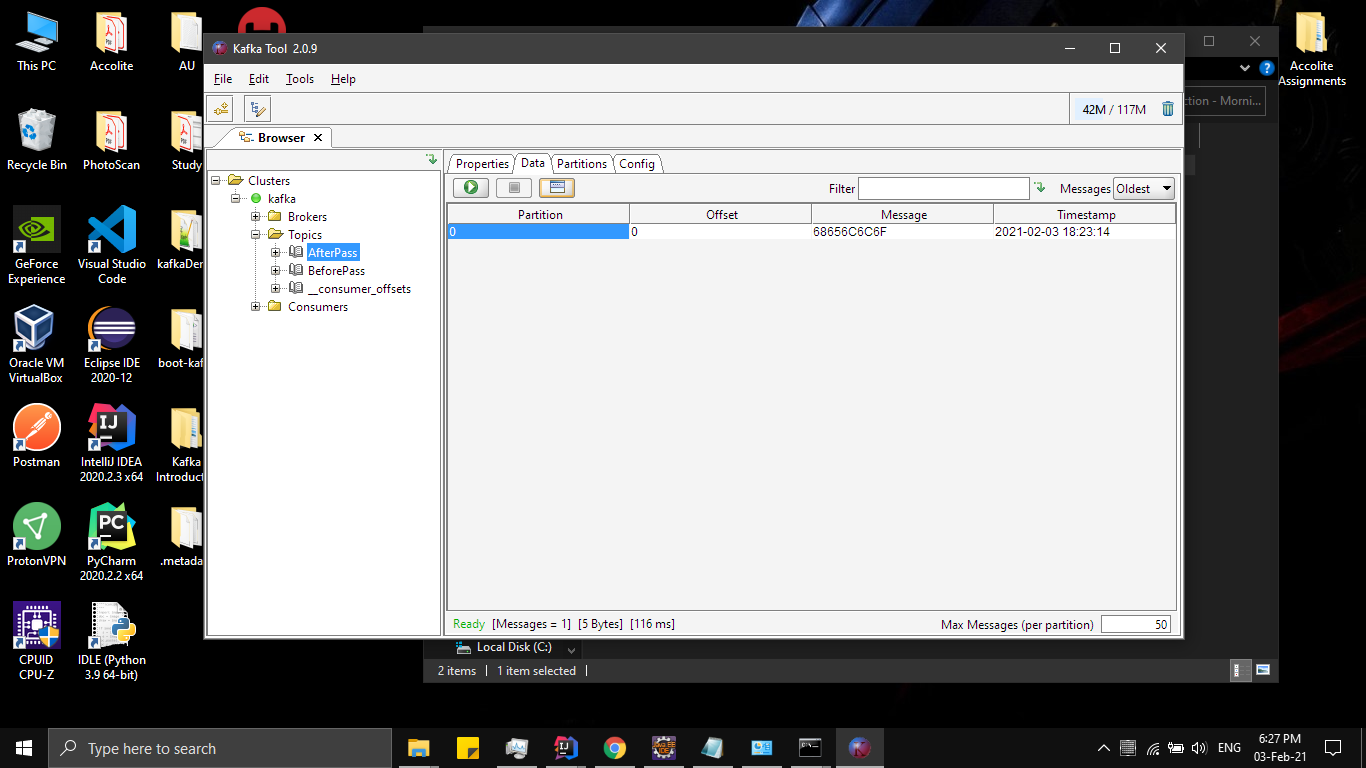 This PC
Accolite
AU
Recycle Bin
PhotoScan
Study
GeForce
Experience
Visual Studio
Code
kafkaDer
Oracle VM
VirtualBox
Eclipse IDE
2020-12
boot-kaf
Postman
IntelliJ IDEA
2020.2.3 x64
Kafka
Introduct
ProtonVPN
PyCharm
2020.2.2 x64
.metada
CPUID
CPU-Z
IDLE (Python
3.9 64-bit)
Accolite
Assignments
Kafka Tool 2.0.9
File Edit Tools Help
42M / 117M
ction - Morni...
Browser
Clusters
kafka
Brokers
Topics
AfterPass
BeforePass
__consumer_offsets
Consumers
Properties Data Partitions Config
Filter Messages Oldest
Partition Offset Message Timestamp
0 0 68656C6C6F 2021-02-03 18:23:14
Ready [Messages = 1] [5 Bytes] [116 ms] Max Messages (per partition) 50
Local Disk (C:)
2 items 1 item selected
Type here to search
ENG
6:27 PM
03-Feb-21